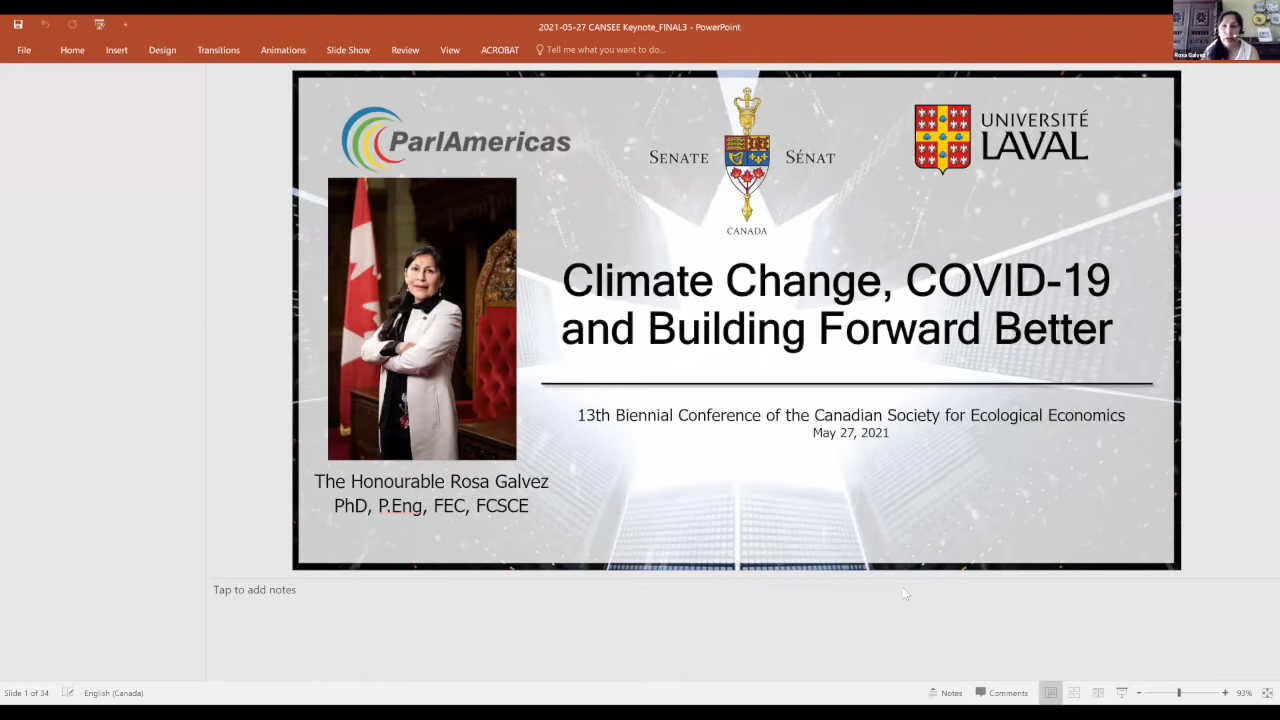 2021-05-27 CANSEE Keynote_FINAL3 - PowerPoint
File Home Insert Design Transitions Animations Slide Show Review View ACROBAT Tell me what you want to do...
Rosa Galvez
ParlAmericas
SENATE SÉNAT
CANADA
UNIVERSITÉ
LAVAL
Climate Change, COVID-19
and Building Forward Better
13th Biennial Conference of the Canadian Society for Ecological Economics
May 27, 2021
The Honourable Rosa Galvez
PhD, P.Eng, FEC, FCSCE
Tap to add notes
Slide 1 of 34 English (Canada) Notes Comments 93%